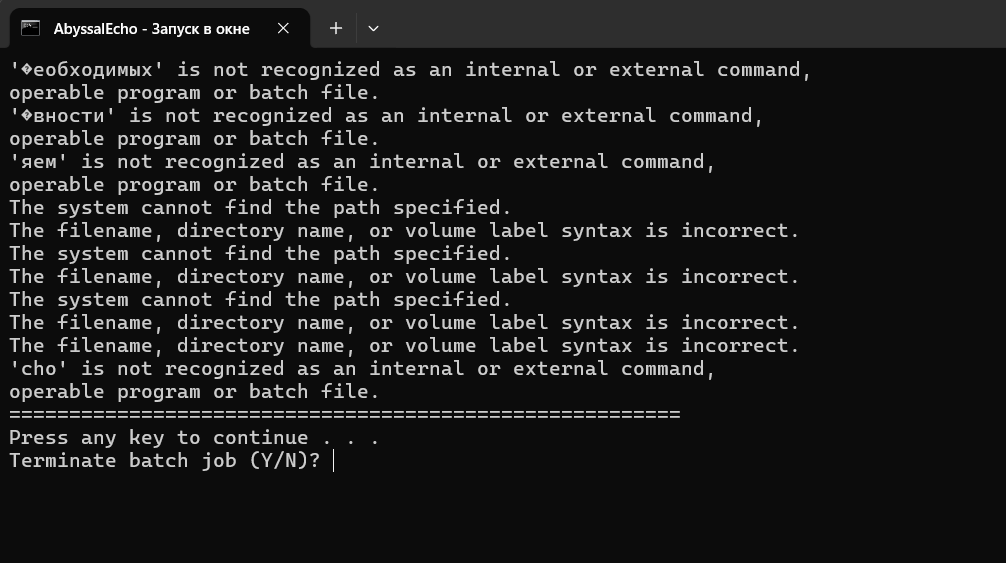 AbyssalEcho - Запуск в окне
'�еобходимых' is not recognized as an internal or external command,
operable program or batch file.
'�вности' is not recognized as an internal or external command,
operable program or batch file.
'яем' is not recognized as an internal or external command,
operable program or batch file.
The system cannot find the path specified.
The filename, directory name, or volume label syntax is incorrect.
The system cannot find the path specified.
The filename, directory name, or volume label syntax is incorrect.
The system cannot find the path specified.
The filename, directory name, or volume label syntax is incorrect.
The filename, directory name, or volume label syntax is incorrect.
'cho' is not recognized as an internal or external command,
operable program or batch file.
========================================================
Press any key to continue . . .
Terminate batch job (Y/N)?